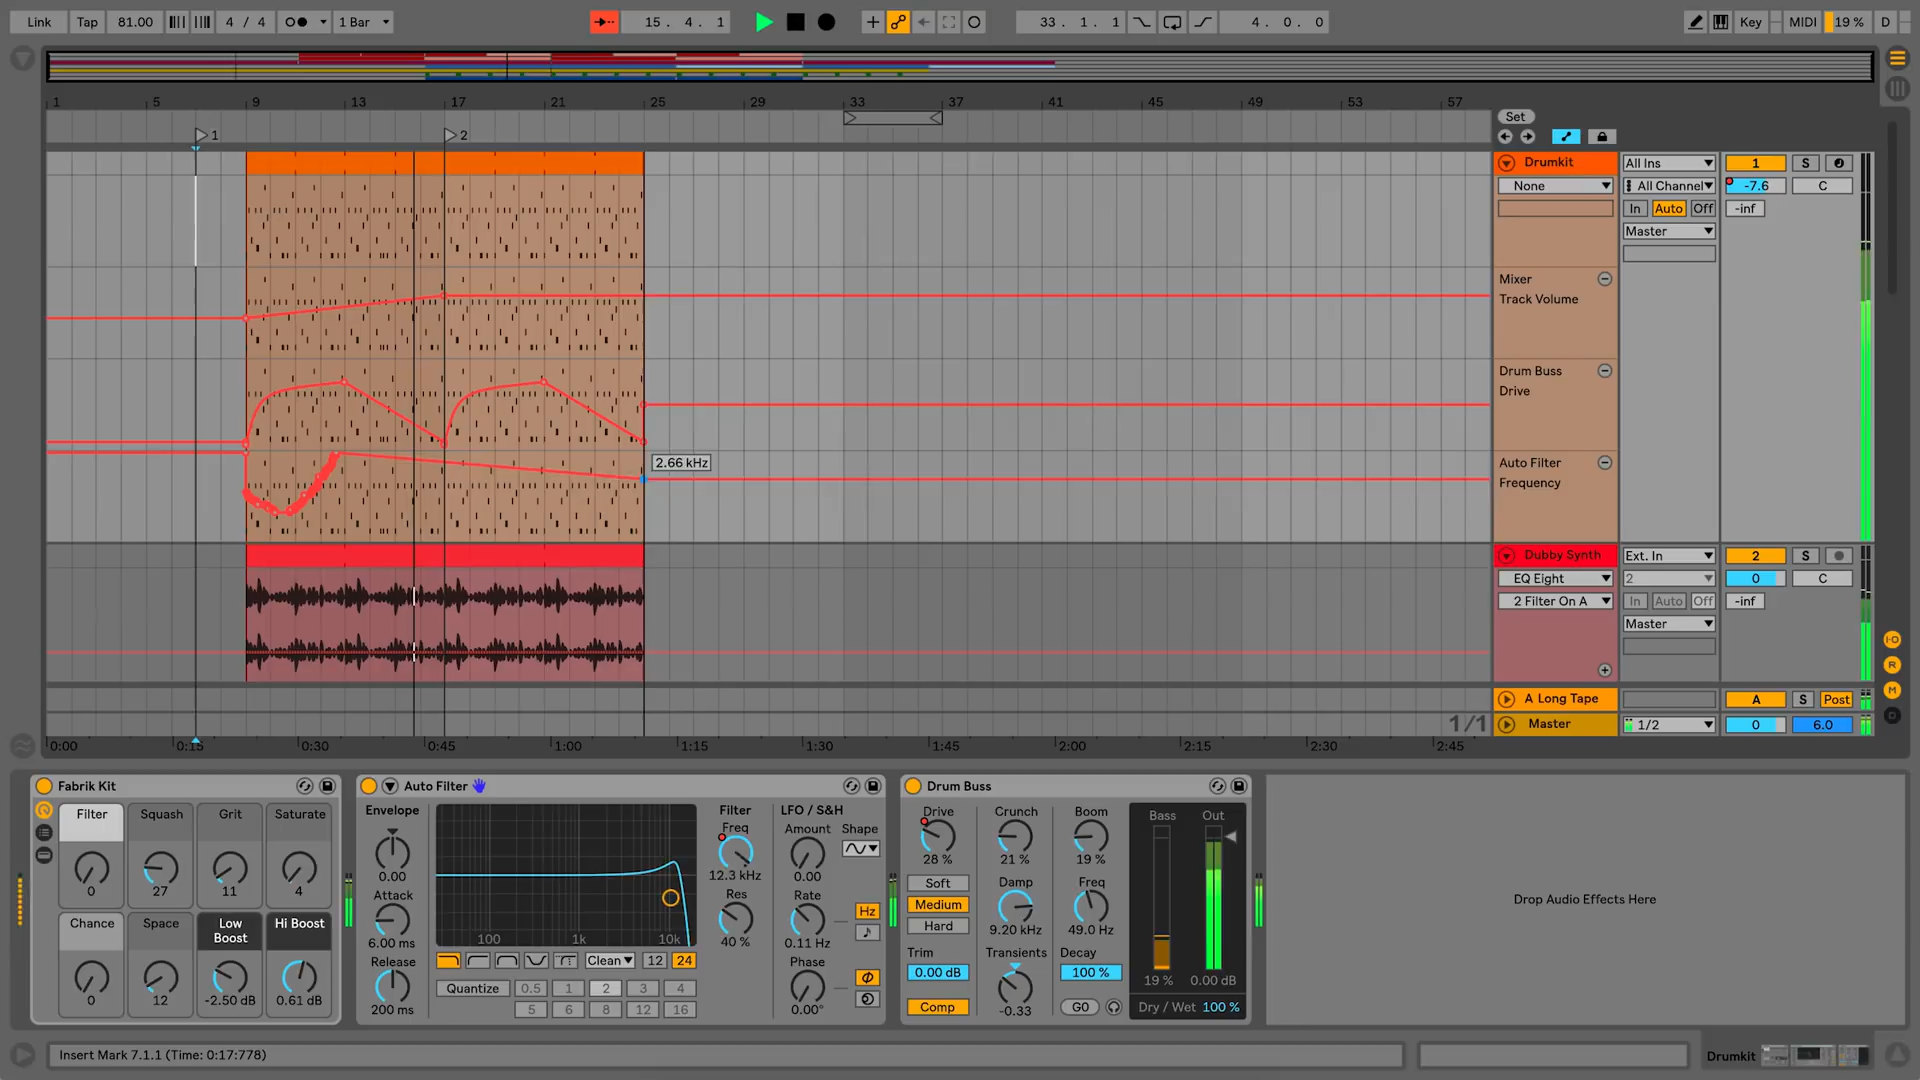 Link Tap 81.00 4 / 4 1 Bar 15. 4. 1 33. 1. 1 4. 0. 0 Key MIDI 19 % D
1 5 9 13 17 21 25 29 33 37 41 45 49 53 57
Set
1 2
Drumkit All Ins 1 S
None All Channel -7.6 C
In Auto Off -inf
Master
Mixer
Track Volume
Drum Buss
Drive
2.66 kHz
Auto Filter
Frequency
Dubby Synth Ext. In 2 S
EQ Eight 2 0 C
2 Filter On A In Auto Off -inf
Master
A Long Tape A S Post
1/1 Master 1/2 0 6.0
0:00 0:15 0:30 0:45 1:00 1:15 1:30 1:45 2:00 2:15 2:30 2:45
I·O
R
M
D
Fabrik Kit
Filter Squash Grit Saturate
0 27 11 4
Chance Space Low Boost Hi Boost
0 12 -2.50 dB 0.61 dB
Auto Filter
Envelope
0.00
Attack
6.00 ms
Release
200 ms
100 1k 10k
Clean 12 24
Quantize 0.5 1 2 3 4
5 6 8 12 16
Filter
Freq
12.3 kHz
Res
40 %
LFO / S&H
Amount Shape
0.00
Rate
Hz
0.11 Hz
Phase
0.00°
Drum Buss
Drive Crunch Boom
28 % 21 % 19 %
Soft Damp Freq
Medium
Hard 9.20 kHz 49.0 Hz
Trim Transients Decay
0.00 dB 100 %
Comp -0.33 G0
Bass Out
19 % 0.00 dB
Dry / Wet 100 %
Drop Audio Effects Here
Insert Mark 7.1.1 (Time: 0:17:778)
Drumkit